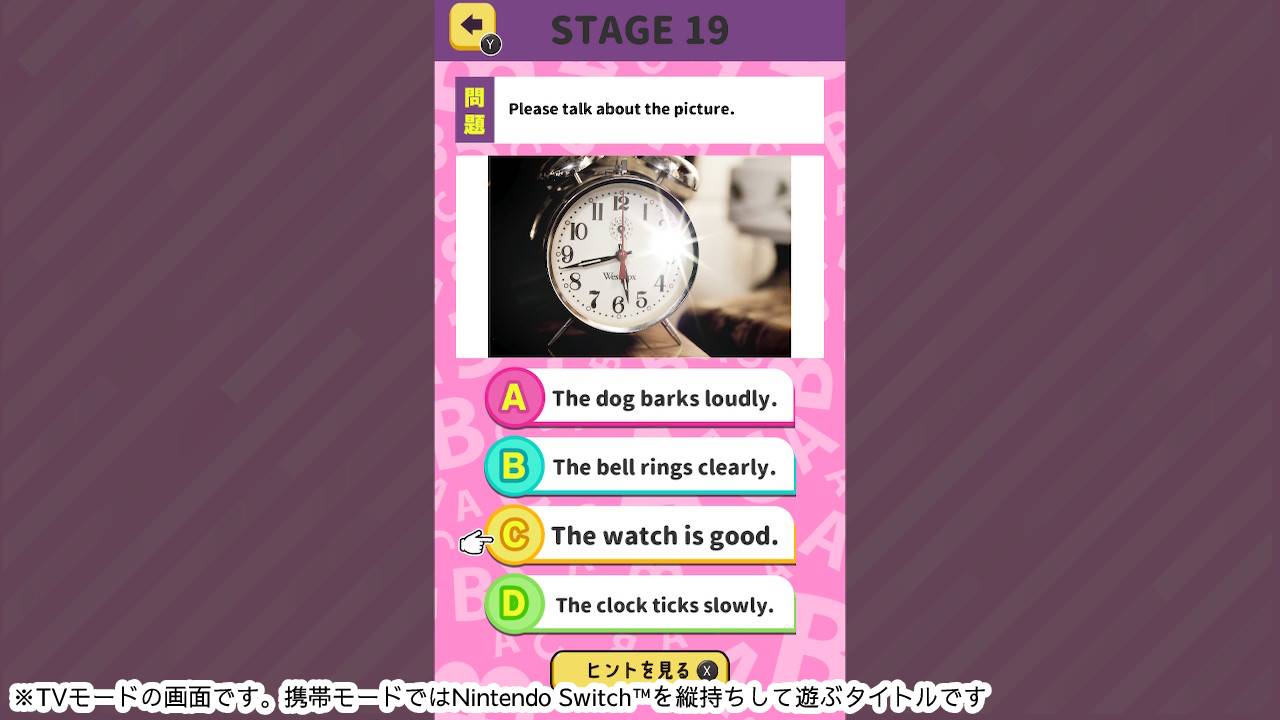 STAGE 19
Y
問題
Please talk about the picture.
12
11 1
10
9
8 4
7 5
6
A The dog barks loudly.
B The bell rings clearly.
C The watch is good.
D The clock ticks slowly.
ヒントを見る X
※TVモードの画面です。携帯モードではNintendo Switch™を縦持ちして遊ぶタイトルです